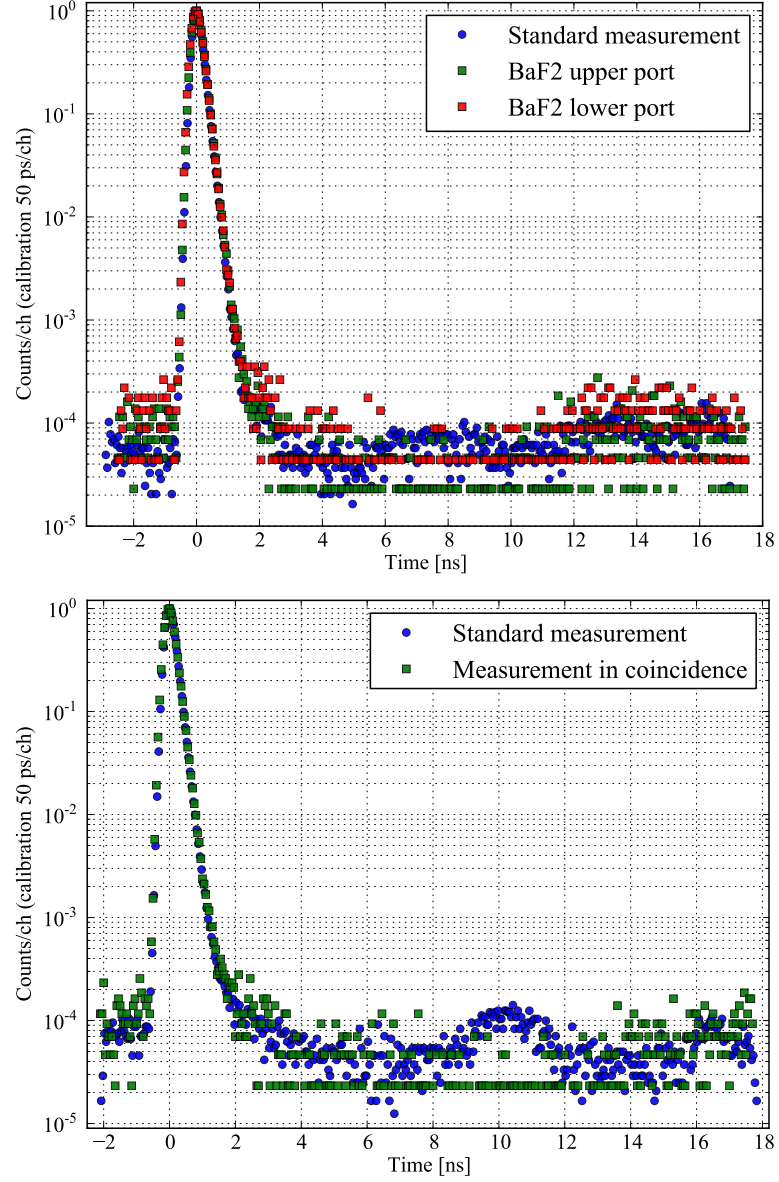 10^0
10^-1
10^-2
10^-3
10^-4
10^-5
Counts/ch (calibration 50 ps/ch)
Standard measurement
BaF2 upper port
BaF2 lower port
−2 0 2 4 6 8 10 12 14 16 18
Time [ns]
10^0
10^-1
10^-2
10^-3
10^-4
10^-5
Counts/ch (calibration 50 ps/ch)
Standard measurement
Measurement in coincidence
−2 0 2 4 6 8 10 12 14 16 18
Time [ns]